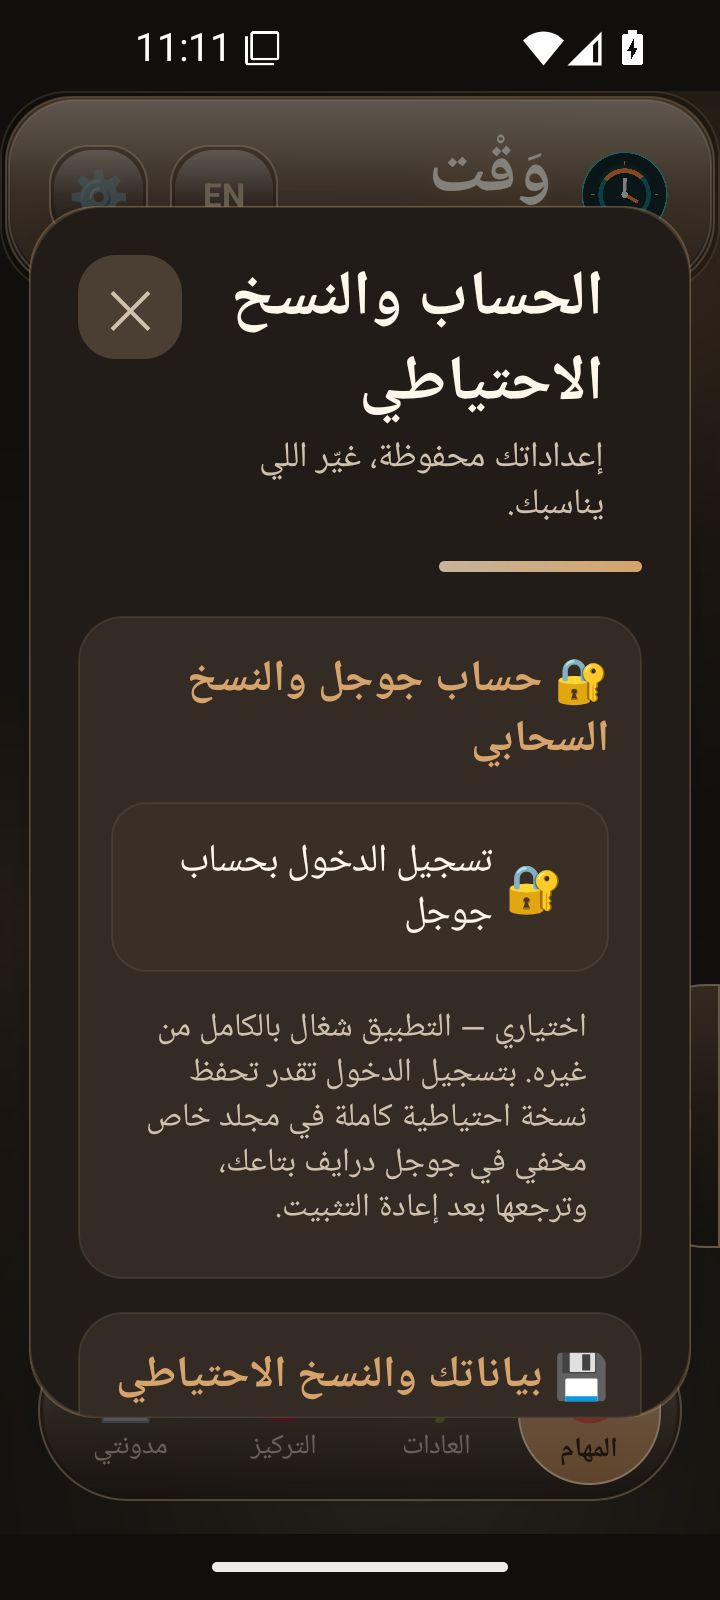 11:11
وَقْت
EN
الحساب والنسخ
الاحتياطي
إعداداتك محفوظة، غيّر اللي
يناسبك.
حساب جوجل والنسخ
السحابي
تسجيل الدخول بحساب
جوجل
اختياري — التطبيق شغال بالكامل من
غيره. بتسجيل الدخول تقدر تحفظ
نسخة احتياطية كاملة في مجلد خاص
مخفي في جوجل درايف بتاعك،
وترجعها بعد إعادة التثبيت.
بياناتك والنسخ الاحتياطي
المهام
العادات
التركيز
مدونتي